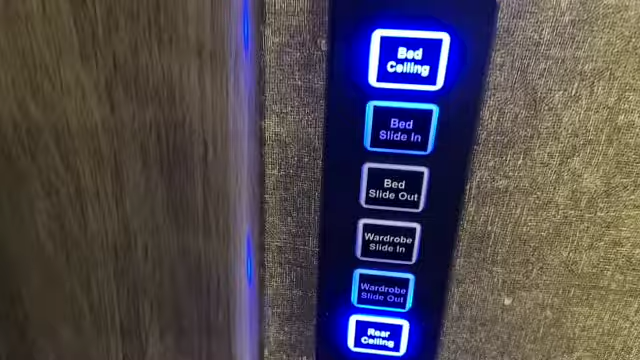 Bed
Ceiling
Bed
Slide In
Bed
Slide Out
Wardrobe
Slide In
Wardrobe
Slide Out
Rear
Ceiling